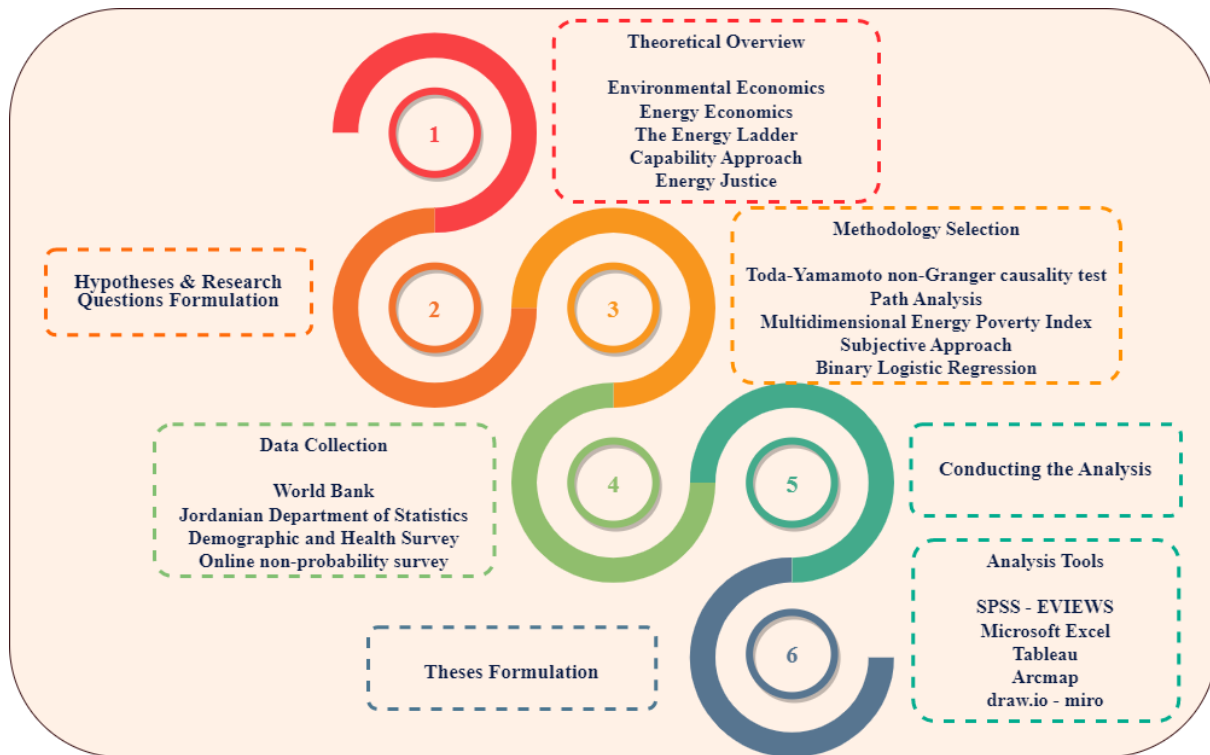 1
Theoretical Overview
Environmental Economics
Energy Economics
The Energy Ladder
Capability Approach
Energy Justice
2
Hypotheses & Research
Questions Formulation
3
Methodology Selection
Toda-Yamamoto non-Granger causality test
Path Analysis
Multidimensional Energy Poverty Index
Subjective Approach
Binary Logistic Regression
4
Data Collection
World Bank
Jordanian Department of Statistics
Demographic and Health Survey
Online non-probability survey
5
Conducting the Analysis
Analysis Tools
SPSS - EVIEWS
Microsoft Excel
Tableau
Arcmap
draw.io - miro
6
Theses Formulation